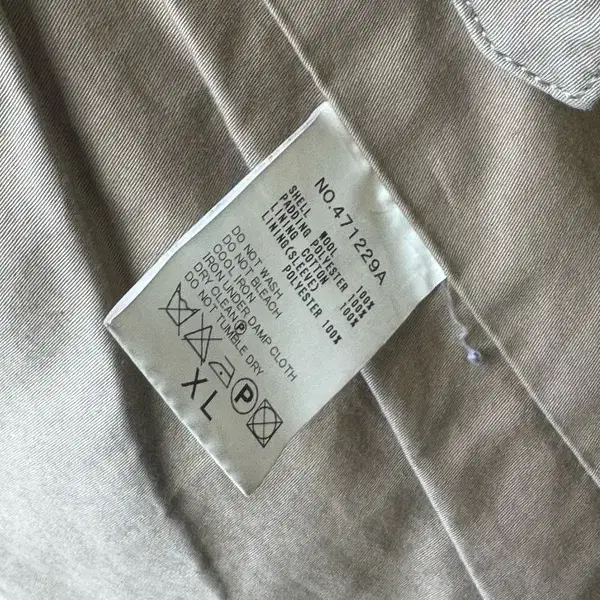 NO.471229A
SHELL WOOL 100%
PADDING POLYESTER 100%
LINING COTTON 100%
LINING(SLEEVE)
POLYESTER 100%
DO NOT WASH
DO NOT BLEACH
COOL IRON
IRON UNDER DAMP CLOTH
DRY CLEAN Ⓟ
DO NOT TUMBLE DRY
P
XL